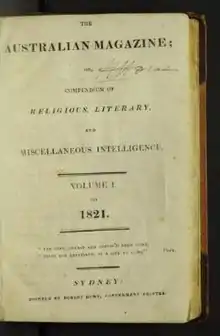 THE
AUSTRALIAN MAGAZINE;
OR,
COMPENDIUM OF
RELIGIOUS, LITERARY,
AND
MISCELLANEOUS INTELLIGENCE.
VOLUME I
1821.
SYDNEY:
PRINTED BY ROBERT HOWE, GOVERNMENT PRINTER.